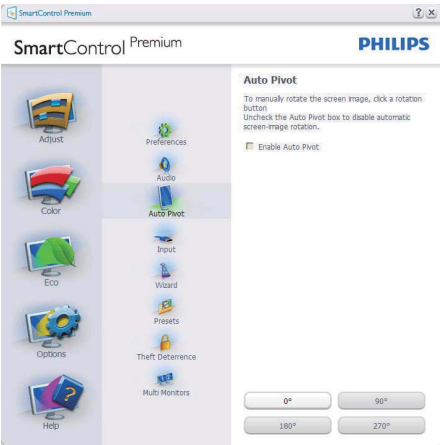 SmartControl Premium
? x
SmartControl Premium
PHILIPS
Adjust
Color
Eco
Options
Help
Preferences
Audio
Auto Pivot
Input
Wizard
Presets
Theft Deterrence
Multi Monitors
Auto Pivot
To manually rotate the screen image, click a rotation
button
Uncheck the Auto Pivot box to disable automatic
screen-image rotation.
Enable Auto Pivot
0°
90°
180°
270°